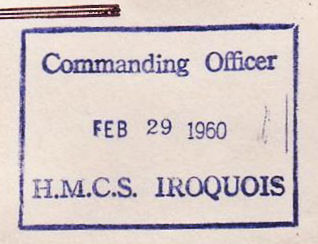 Commanding Officer
FEB 29 1960
H.M.C.S. IROQUOIS